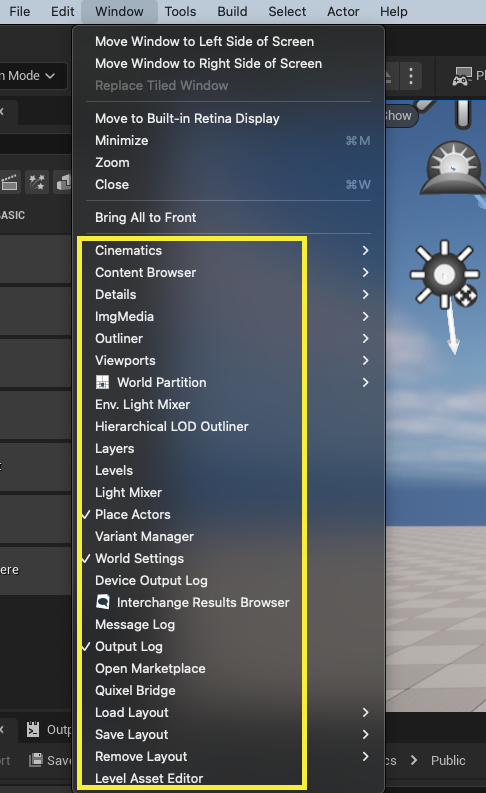 File Edit Window Tools Build Select Actor Help
Move Window to Left Side of Screen
Move Window to Right Side of Screen
n Mode
Replace Tiled Window
Pl
Show
Move to Built-in Retina Display
Minimize ⌘M
Zoom
Close ⌘W
BASIC
Bring All to Front
Cinematics
Content Browser
Details
ImgMedia
Outliner
Viewports
World Partition
Env. Light Mixer
Hierarchical LOD Outliner
Layers
Levels
Light Mixer
Place Actors
Variant Manager
World Settings
ere
Device Output Log
Interchange Results Browser
Message Log
Output Log
Open Marketplace
Quixel Bridge
Load Layout
Outp
Save Layout
Remove Layout
ort
Save
cs
Public
Level Asset Editor